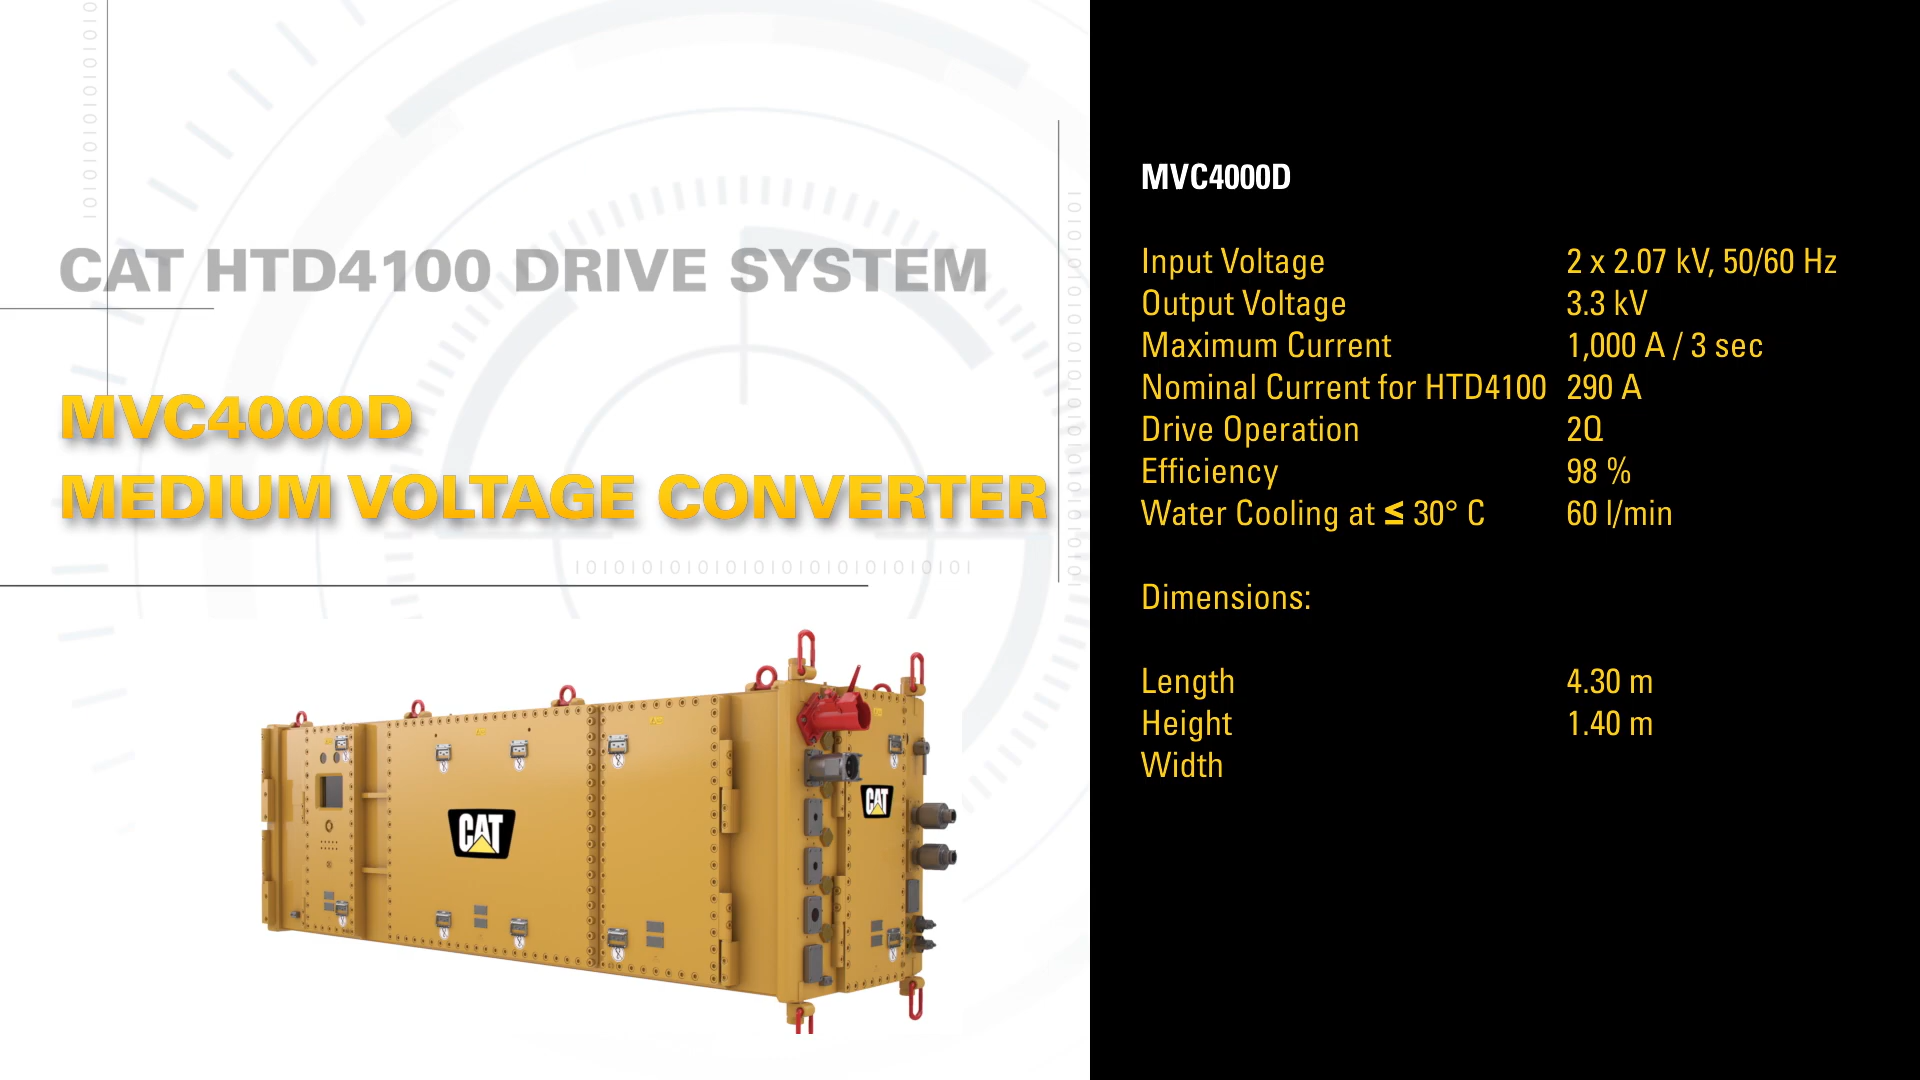 CAT HTD4100 DRIVE SYSTEM
MVC4000D
MEDIUM VOLTAGE CONVERTER
10101010101010101010101010101010101
CAT
CAT
MVC4000D
Input Voltage 2 x 2.07 kV, 50/60 Hz
Output Voltage 3.3 kV
Maximum Current 1,000 A / 3 sec
Nominal Current for HTD4100 290 A
Drive Operation 2Q
Efficiency 98 %
Water Cooling at ≤ 30° C 60 l/min
Dimensions:
Length 4.30 m
Height 1.40 m
Width